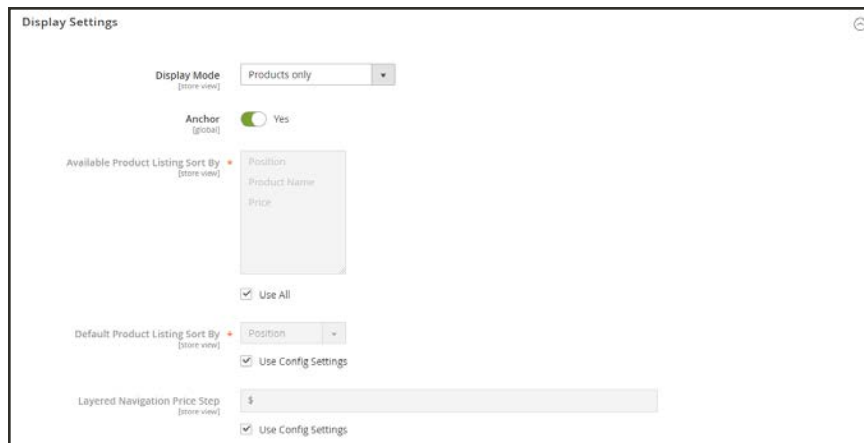 Display Settings
Display Mode
[store view]
Products only
Anchor
[global]
Yes
Available Product Listing Sort By *
[store view]
Position
Product Name
Price
Use All
Default Product Listing Sort By *
[store view]
Position
Use Config Settings
Layered Navigation Price Step
[store view]
$
Use Config Settings